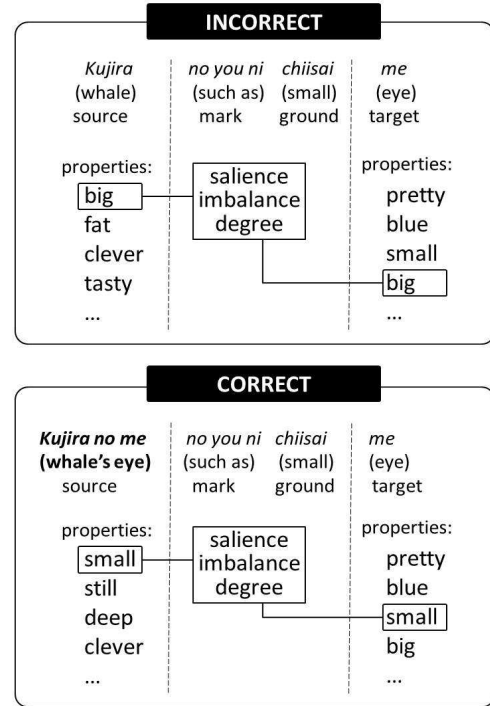 INCORRECT
Kujira no you ni chiisai me
(whale) (such as) (small) (eye)
source mark ground target
properties: properties:
big salience pretty
fat imbalance blue
clever degree small
tasty big
... ...
CORRECT
Kujira no me no you ni chiisai me
(whale's eye) (such as) (small) (eye)
source mark ground target
properties: properties:
small salience pretty
still imbalance blue
deep degree small
clever big
... ...